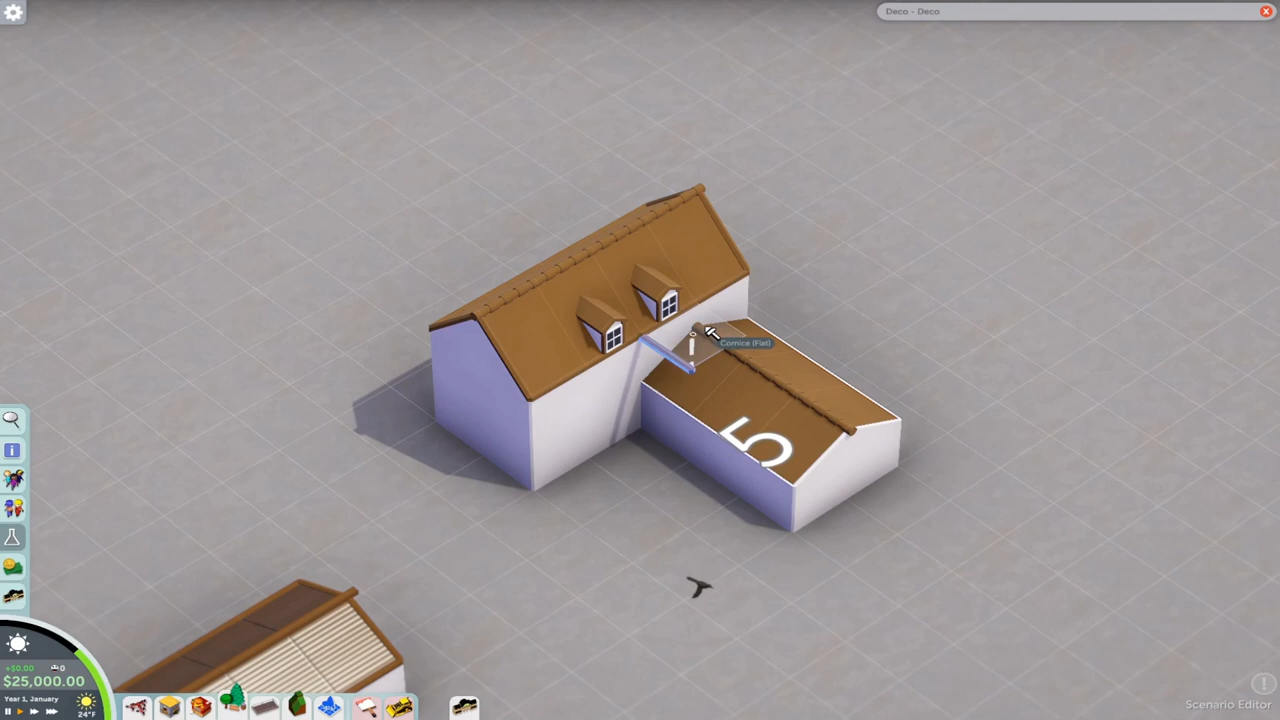 Deco - Deco
Cornice (Flat)
5
+$0.00 0
$25,000.00
Year 1, January
24°F
Scenario Editor